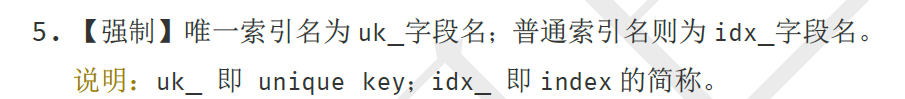 5. 【强制】唯一索引名为 uk_字段名；普通索引名则为 idx_字段名。
说明：uk_ 即 unique key；idx_ 即 index 的简称。